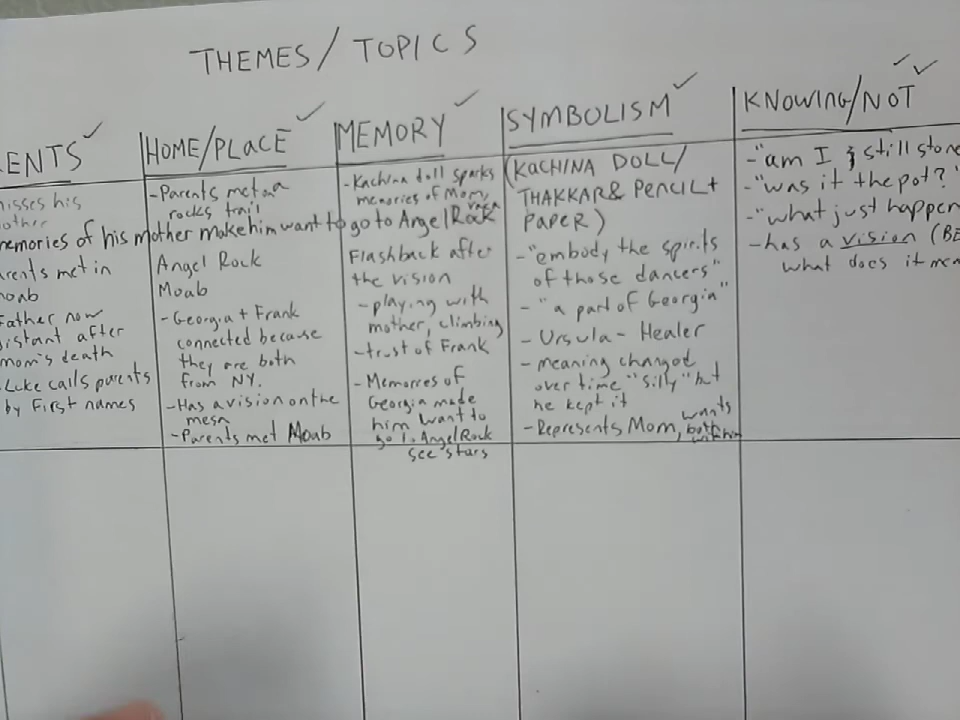 THEMES/TOPICS
ENTS
HOME/PLACE
MEMORY
SYMBOLISM
KNOWING/NOT
misses his
memories of his mother make him want to go to Angel Rock
met in
Father now
distant after
mom's death
Luke calls parents
by First names
-Parents met on a
rocks trail
Angel Rock
Moab
-Georgia + Frank
connected because
they are both
from NY.
-Has a vision on the
mesa
-Parents met Moab
-Kachina doll sparks
memories of Mom,
Flashback after
the vision
-playing with
mother, climbing
-trust of Frank
-Memories of
Georgia made
him want to
go to Angel Rock
see stars
(KACHINA DOLL/
THAKKAR & PENCIL +
PAPER)
-"embody the spirits
of those dancers"
-"a part of Georgia"
-Ursula-Healer
-meaning changed
over time "silly" but
he kept it
-Represents Mom, wants
both
-"am I still stone
-"was it the pot?"
-"what just happen
-has a vision (BE
what does it mea